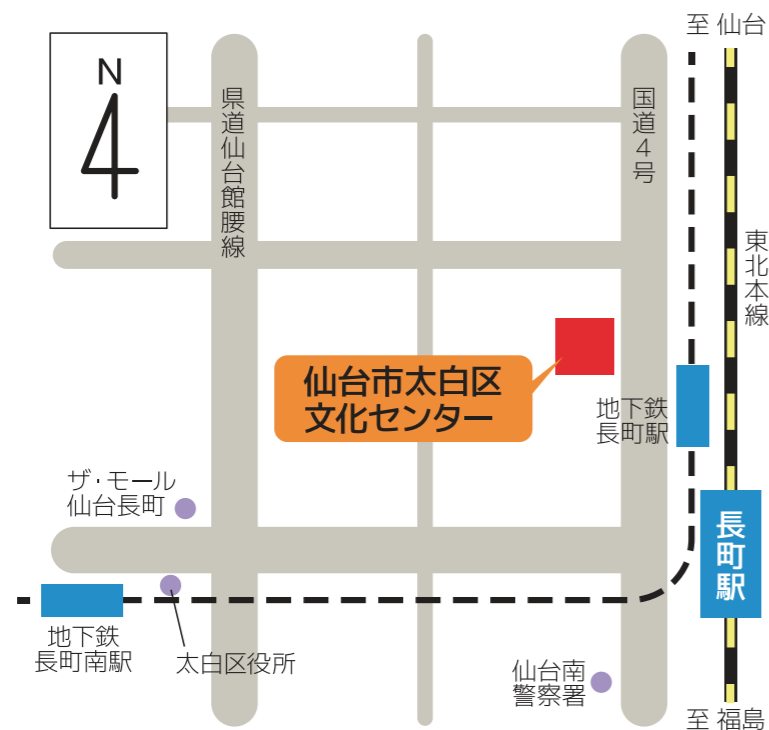 N
至 仙台
県道仙台館腰線
国道4号
東北本線
仙台市太白区
文化センター
地下鉄
長町駅
ザ・モール
仙台長町
長町駅
地下鉄
長町南駅
太白区役所
仙台南
警察署
至 福島